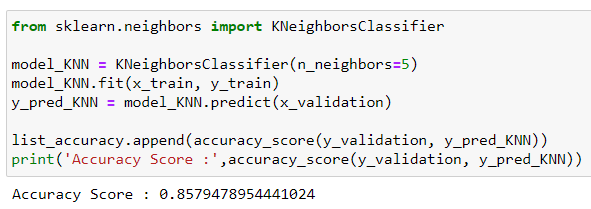 from sklearn.neighbors import KNeighborsClassifier
model_KNN = KNeighborsClassifier(n_neighbors=5)
model_KNN.fit(x_train, y_train)
y_pred_KNN = model_KNN.predict(x_validation)
list_accuracy.append(accuracy_score(y_validation, y_pred_KNN))
print('Accuracy Score :',accuracy_score(y_validation, y_pred_KNN))
Accuracy Score : 0.8579478954441024